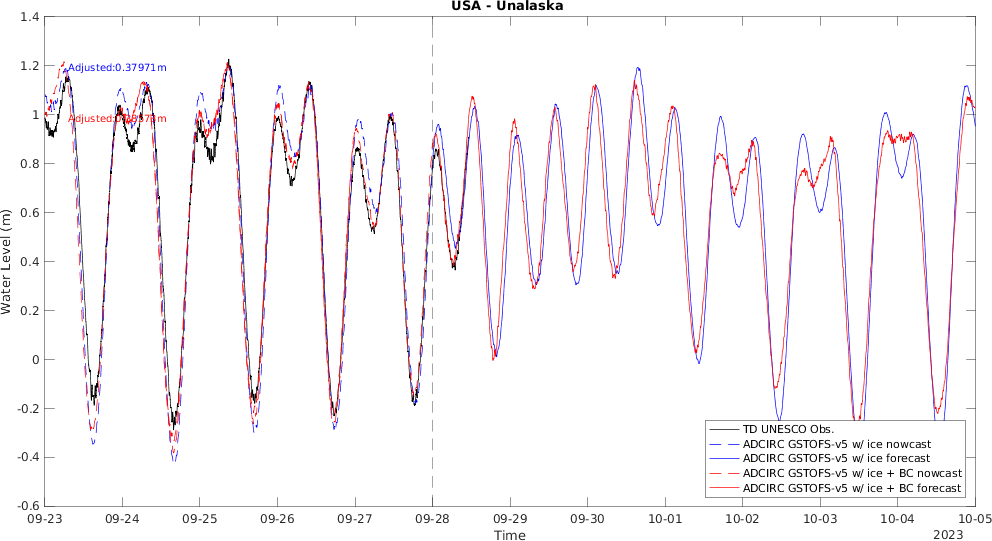 USA - Unalaska
1.4
1.2
1
0.8
0.6
0.4
0.2
0
-0.2
-0.4
-0.6
Water Level (m)
Adjusted:0.37971m
TD UNESCO Obs.
ADCIRC GSTOFS-v5 w/ ice nowcast
ADCIRC GSTOFS-v5 w/ ice forecast
ADCIRC GSTOFS-v5 w/ ice + BC nowcast
ADCIRC GSTOFS-v5 w/ ice + BC forecast
09-23 09-24 09-25 09-26 09-27 09-28 09-29 09-30 10-01 10-02 10-03 10-04 10-05
Time
2023